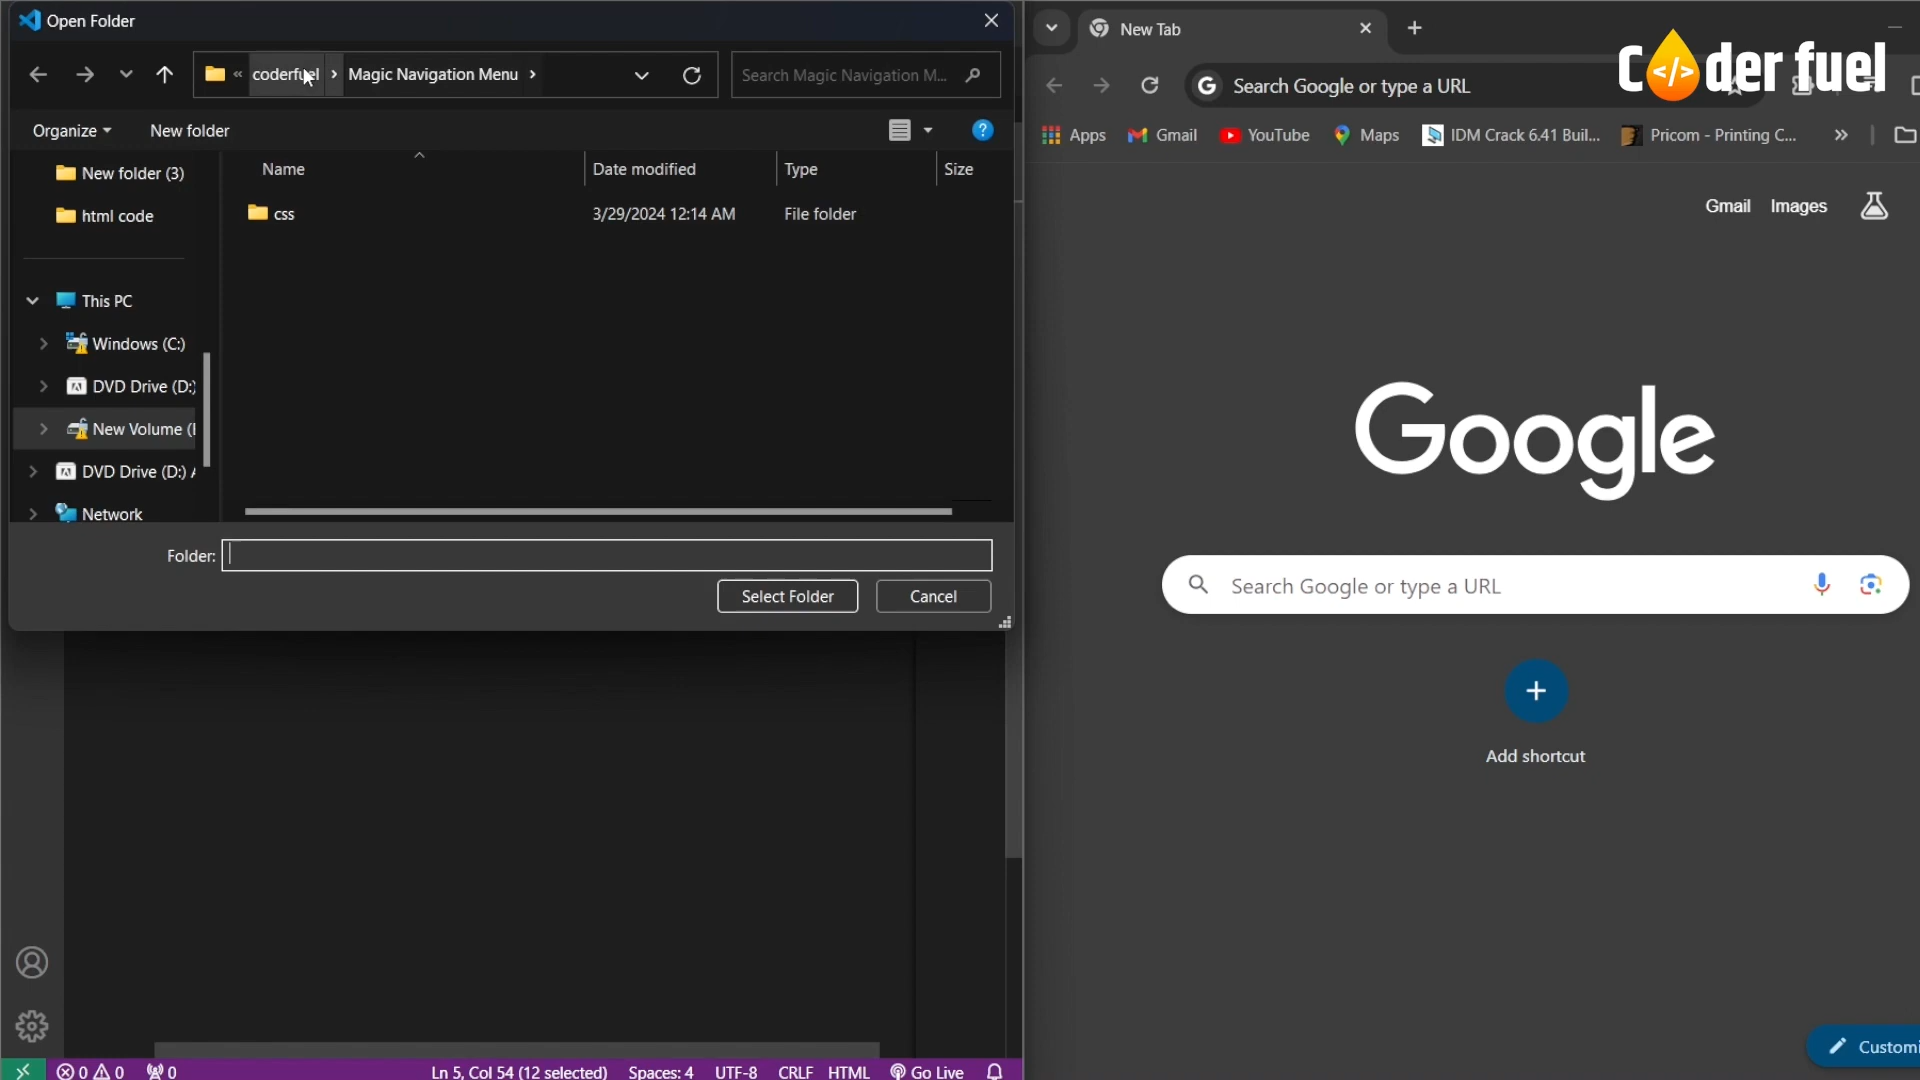 Open Folder
« coderfuel › Magic Navigation Menu ›
Search Magic Navigation M...
Organize
New folder
Name
Date modified
Type
Size
New folder (3)
html code
css
3/29/2024 12:14 AM
File folder
This PC
Windows (C:)
DVD Drive (D:)
New Volume (
DVD Drive (D:)
Network
Folder:
Select Folder
Cancel
0 0 0
Ln 5, Col 54 (12 selected)
Spaces: 4
UTF-8
CRLF
HTML
Go Live
New Tab
Search Google or type a URL
C</>der fuel
Apps
Gmail
YouTube
Maps
IDM Crack 6.41 Buil...
Pricom - Printing C...
»
Gmail
Images
Google
Search Google or type a URL
Add shortcut
Customi